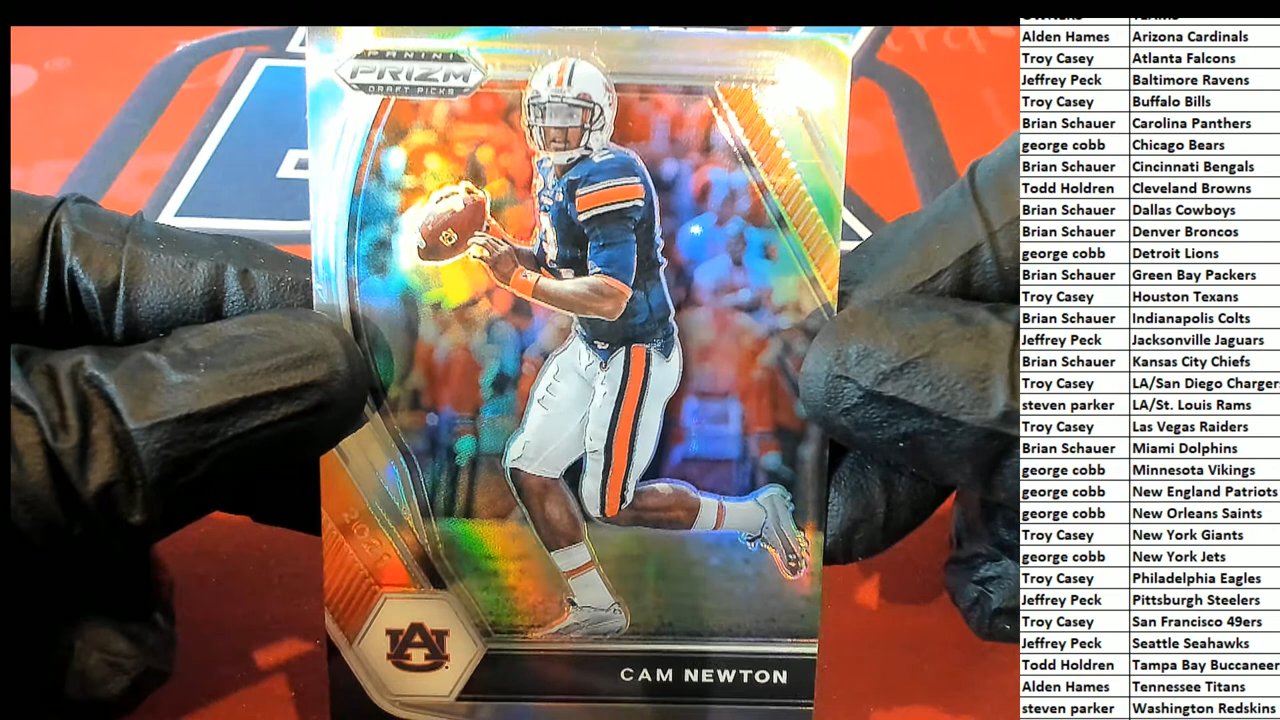 PANINI
PRIZM
DRAFT PICKS
2
AU
CAM NEWTON
OWNERS TEAMS
Alden Hames Arizona Cardinals
Troy Casey Atlanta Falcons
Jeffrey Peck Baltimore Ravens
Troy Casey Buffalo Bills
Brian Schauer Carolina Panthers
george cobb Chicago Bears
Brian Schauer Cincinnati Bengals
Todd Holdren Cleveland Browns
Brian Schauer Dallas Cowboys
Brian Schauer Denver Broncos
george cobb Detroit Lions
Brian Schauer Green Bay Packers
Troy Casey Houston Texans
Brian Schauer Indianapolis Colts
Jeffrey Peck Jacksonville Jaguars
Brian Schauer Kansas City Chiefs
Troy Casey LA/San Diego Charger
steven parker LA/St. Louis Rams
Troy Casey Las Vegas Raiders
Brian Schauer Miami Dolphins
george cobb Minnesota Vikings
george cobb New England Patriots
george cobb New Orleans Saints
Troy Casey New York Giants
george cobb New York Jets
Troy Casey Philadelphia Eagles
Jeffrey Peck Pittsburgh Steelers
Troy Casey San Francisco 49ers
Jeffrey Peck Seattle Seahawks
Todd Holdren Tampa Bay Buccaneer
Alden Hames Tennessee Titans
steven parker Washington Redskins